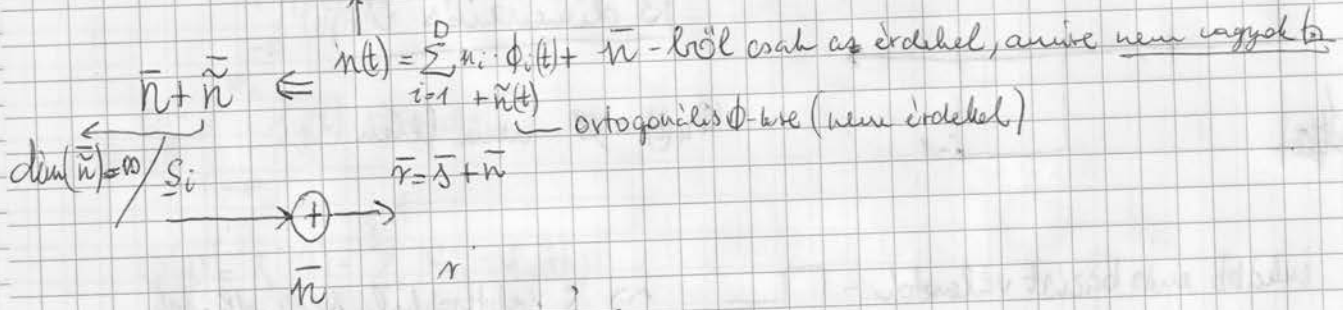 n(t) = Σ_{i=1}^{D} n_i · ϕ_i(t) + n̄ -ből csak az érdekel, amire nem vagyok
n̄ + ñ̄ ⇐ + ñ(t)
ortogonális ϕ-kre (nem érdekel)
dim(ñ̄)=∞ S_i r̄ = s̄ + n̄
+
n̄ r